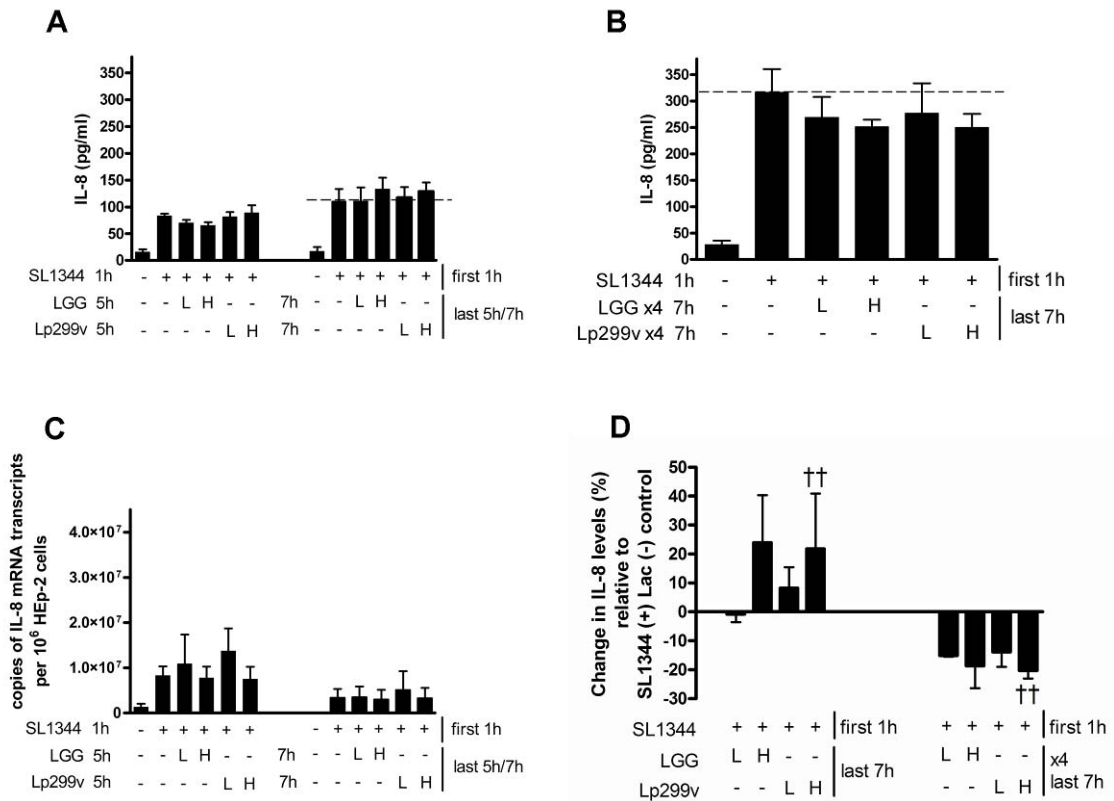 A
IL-8 (pg/ml)
350
300
250
200
150
100
50
0
SL1344 1h - + + + + + - + + + + + first 1h
LGG 5h - - L H - - 7h - - L H - - last 5h/7h
Lp299v 5h - - - - L H 7h - - - - L H
B
IL-8 (pg/ml)
350
300
250
200
150
100
50
0
SL1344 1h - + + + + + first 1h
LGG x4 7h - - L H - - last 7h
Lp299v x4 7h - - - - L H
C
copies of IL-8 mRNA transcripts
per 10⁶ HEp-2 cells
4.0×10⁷
3.0×10⁷
2.0×10⁷
1.0×10⁷
0
SL1344 1h - + + + + + - + + + + + first 1h
LGG 5h - - L H - - 7h - - L H - - last 5h/7h
Lp299v 5h - - - - L H 7h - - - - L H
D
Change in IL-8 levels (%)
relative to
SL1344 (+) Lac (-) control
50
40
30
20
10
0
-10
-20
-30
††
††
SL1344 + + + + first 1h + + + + first 1h
LGG L H - - last 7h L H - - x4
Lp299v - - L H - - L H last 7h